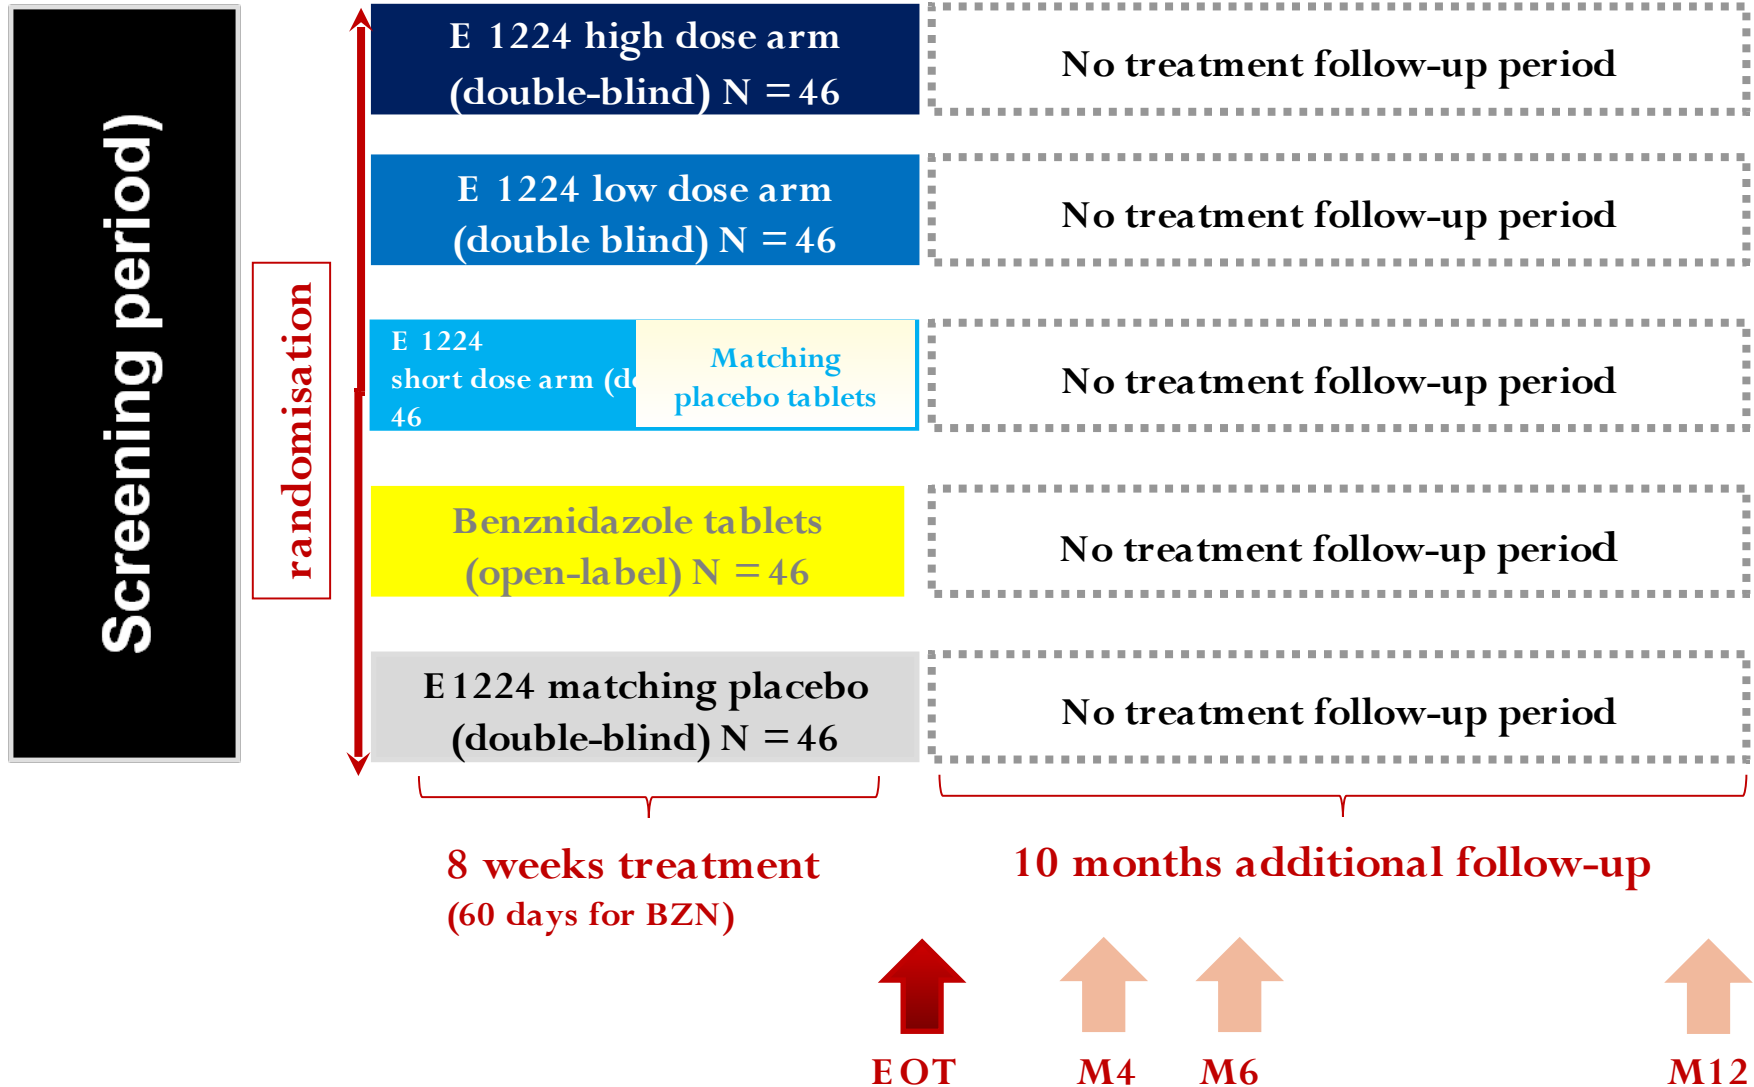 Screening period)
randomisation
E 1224 high dose arm
(double-blind) N = 46
No treatment follow-up period
E 1224 low dose arm
(double blind) N = 46
No treatment follow-up period
E 1224
short dose arm
46
Matching
placebo tablets
No treatment follow-up period
Benznidazole tablets
(open-label) N = 46
No treatment follow-up period
E1224 matching placebo
(double-blind) N = 46
No treatment follow-up period
8 weeks treatment
(60 days for BZN)
10 months additional follow-up
EOT
M4
M6
M12